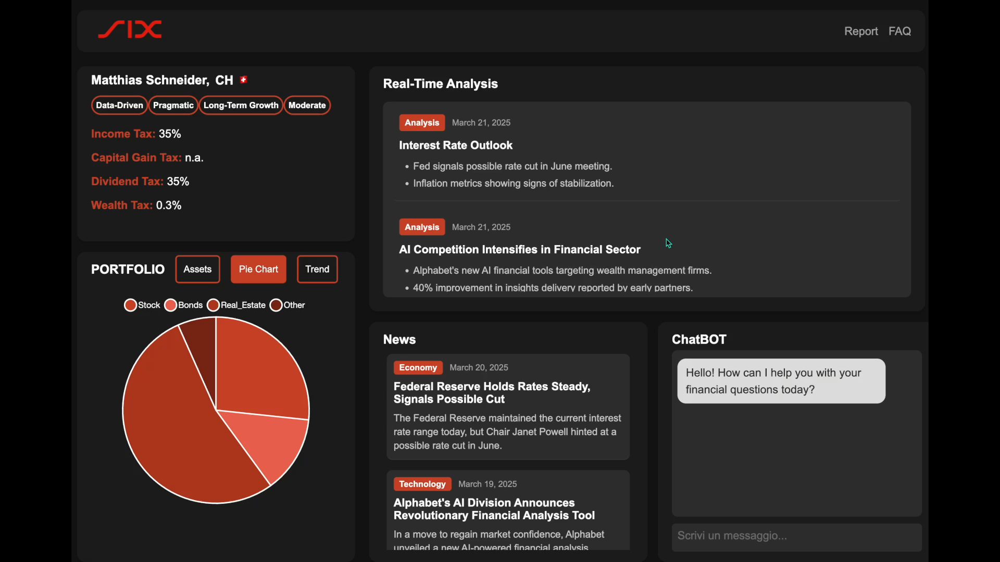 SIX
Report FAQ
Matthias Schneider, CH
Data-Driven Pragmatic Long-Term Growth Moderate
Income Tax: 35%
Capital Gain Tax: n.a.
Dividend Tax: 35%
Wealth Tax: 0.3%
PORTFOLIO Assets Pie Chart Trend
Stock Bonds Real_Estate Other
Real-Time Analysis
Analysis March 21, 2025
Interest Rate Outlook
• Fed signals possible rate cut in June meeting.
• Inflation metrics showing signs of stabilization.
Analysis March 21, 2025
AI Competition Intensifies in Financial Sector
• Alphabet's new AI financial tools targeting wealth management firms.
• 40% improvement in insights delivery reported by early partners.
News
Economy March 20, 2025
Federal Reserve Holds Rates Steady,
Signals Possible Cut
The Federal Reserve maintained the current interest
rate range today, but Chair Janet Powell hinted at a
possible rate cut in June.
Technology March 19, 2025
Alphabet's AI Division Announces
Revolutionary Financial Analysis Tool
In a move to regain market confidence, Alphabet
unveiled a new AI-powered financial analysis
ChatBOT
Hello! How can I help you with your
financial questions today?
Scrivi un messaggio...